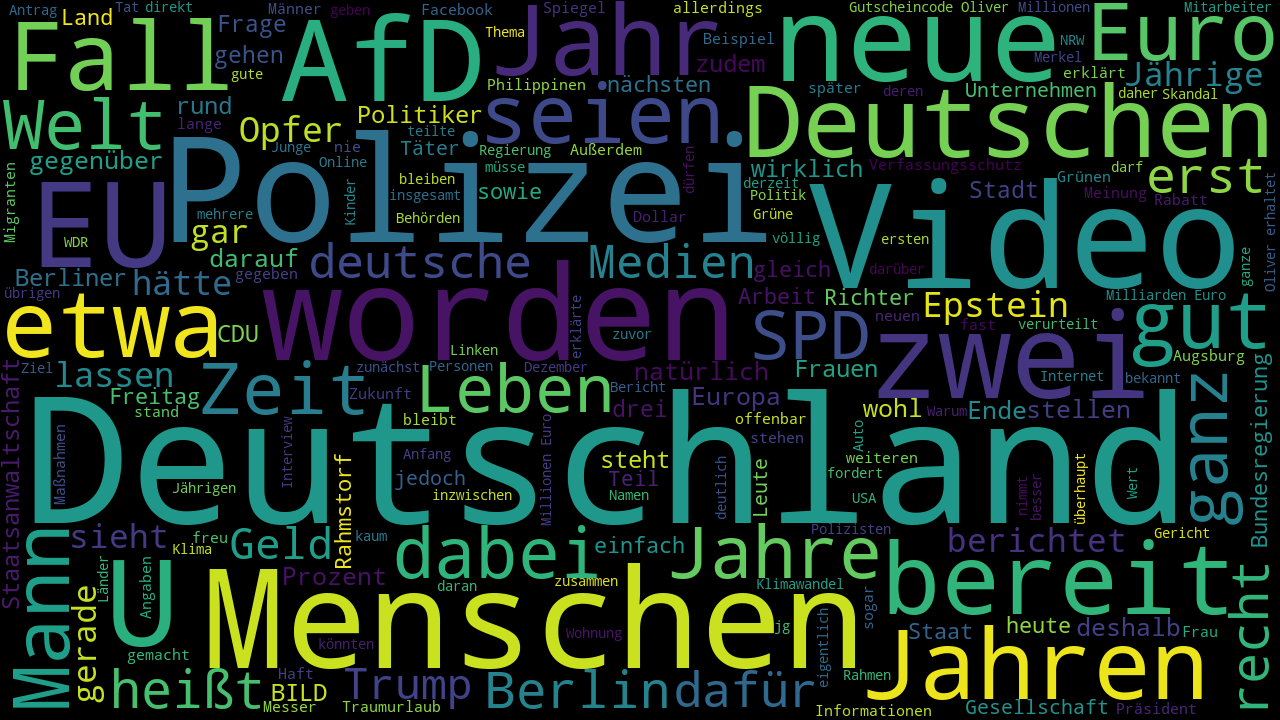 Antrag Tat direkt Männer geben Facebook Spiegel allerdings Gutscheincode Oliver Millionen Mitarbeiter
Land Frage Thema Beispiel NRW
Fall AfD Jahr neue Euro
gehen gute zudem Merkel
Philippinen nächsten später deren erklärt Jährige
Unternehmen daher Skandal
Welt rund lange Opfer Politiker seien Deutschen
teilte Junge nie Täter Regierung Außerdem müsse dürfen
gegenüber Online wirklich Verfassungsschutz darf erst
Migranten EU Polizei bleiben insgesamt sowie derzeit Politik Stadt Grünen Meinung Rabatt
mehrere Kinder Behörden Dollar Grüne Video Oliver erhaltet
WDR gar völlig ersten
darauf deutsche Medien gleich darüber ganze
Berliner hätte gegeben
übrigen Arbeit Richter Epstein Milliarden Euro
etwa worden erklärte zuvor SPD neuen fast verurteilt gut
CDU Linken zwei Augsburg
Staatsanwaltschaft Ziel lassen Zeit zunächst Personen Dezember natürlich Frauen Internet bekannt
Freitag Zukunft Leben Bericht Europa
stand bleibt drei offenbar wohl Warum Ende stellen ganz Bundesregierung
Deutschland
Maßnahmen Interview Anfang Millionen Euro stehen Auto
jedoch steht Teil deutlich Leute weiteren fordert überhaupt Wert
Jährigen Rahmstorf inzwischen Namen USA nimmt besser
Mann sieht freu Geld kaum dabei einfach Jahre Polizisten berichtet Gericht
Klima
Länder Angaben Prozent daran zusammen Klimawandel sogar bereit recht
gerade U Menschen
gemacht könnten Wohnung jg eigentlich Staat heute deshalb Frau
heißt Haft BILD Trump Berlin dafür Rahmen Jahren
Messer Traumurlaub Informationen Gesellschaft Präsident